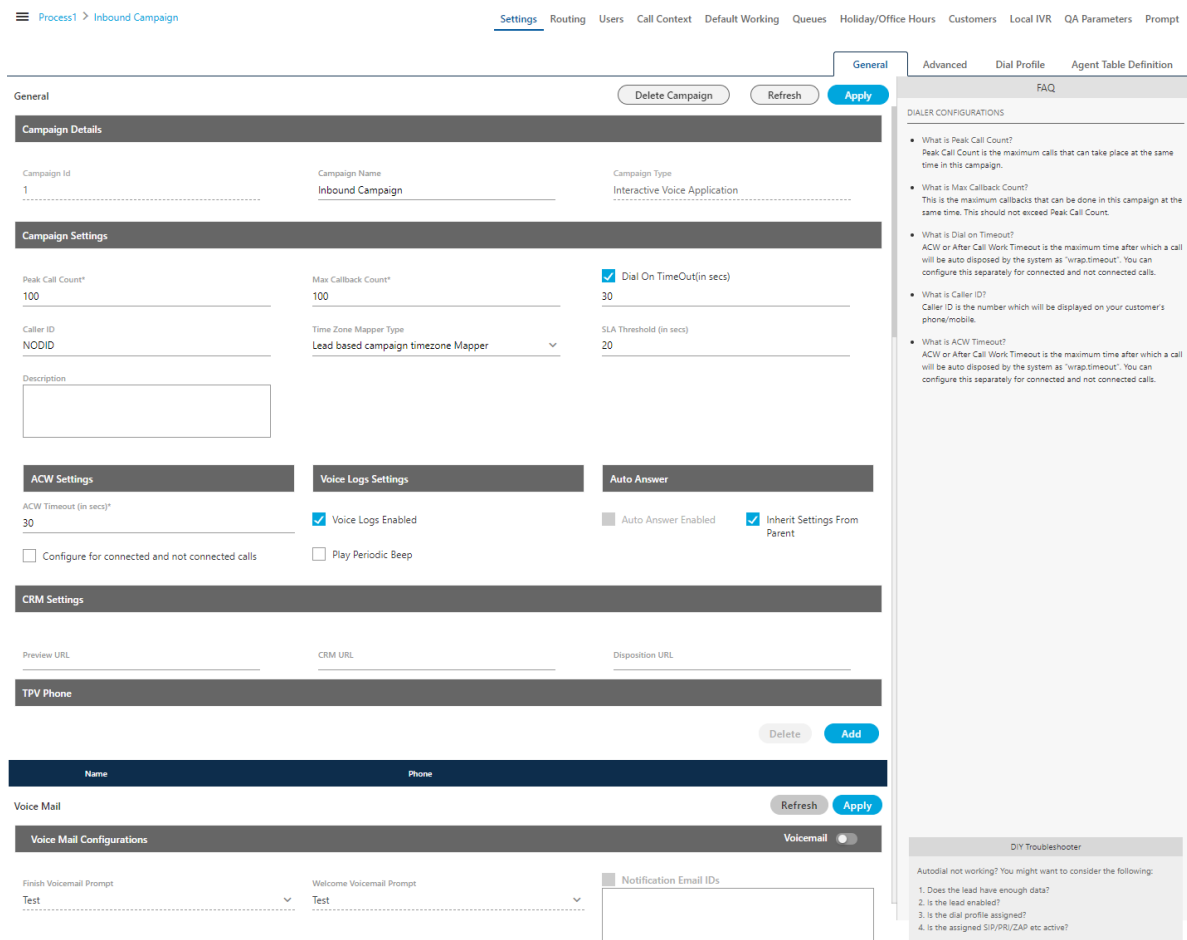 Process1 > Inbound Campaign
Settings Routing Users Call Context Default Working Queues Holiday/Office Hours Customers Local IVR QA Parameters Prompt
General Advanced Dial Profile Agent Table Definition
General
Delete Campaign Refresh Apply
Campaign Details
Campaign Id Campaign Name Campaign Type
1 Inbound Campaign Interactive Voice Application
Campaign Settings
Peak Call Count* Max Callback Count* Dial On TimeOut(in secs)
100 100 30
Caller ID Time Zone Mapper Type SLA Threshold (in secs)
NODID Lead based campaign timezone Mapper 20
Description
ACW Settings Voice Logs Settings Auto Answer
ACW Timeout (in secs)*
30
Voice Logs Enabled
Auto Answer Enabled
Inherit Settings From
Parent
Configure for connected and not connected calls
Play Periodic Beep
CRM Settings
Preview URL CRM URL Disposition URL
TPV Phone
Delete Add
Name Phone
Voice Mail
Refresh Apply
Voice Mail Configurations Voicemail
Finish Voicemail Prompt Welcome Voicemail Prompt Notification Email IDs
Test Test
FAQ
DIALER CONFIGURATIONS
What is Peak Call Count?
Peak Call Count is the maximum calls that can take place at the same
time in this campaign.
What is Max Callback Count?
This is the maximum callbacks that can be done in this campaign at the
same time. This should not exceed Peak Call Count.
What is Dial on Timeout?
ACW or After Call Work Timeout is the maximum time after which a call
will be auto disposed by the system as "wrap.timeout". You can
configure this separately for connected and not connected calls.
What is Caller ID?
Caller ID is the number which will be displayed on your customer's
phone/mobile.
What is ACW Timeout?
ACW or After Call Work Timeout is the maximum time after which a call
will be auto disposed by the system as "wrap.timeout". You can
configure this separately for connected and not connected calls.
DIY Troubleshooter
Autodial not working? You might want to consider the following:
1. Does the lead have enough data?
2. Is the lead enabled?
3. Is the dial profile assigned?
4. Is the assigned SIP/PRI/ZAP etc active?